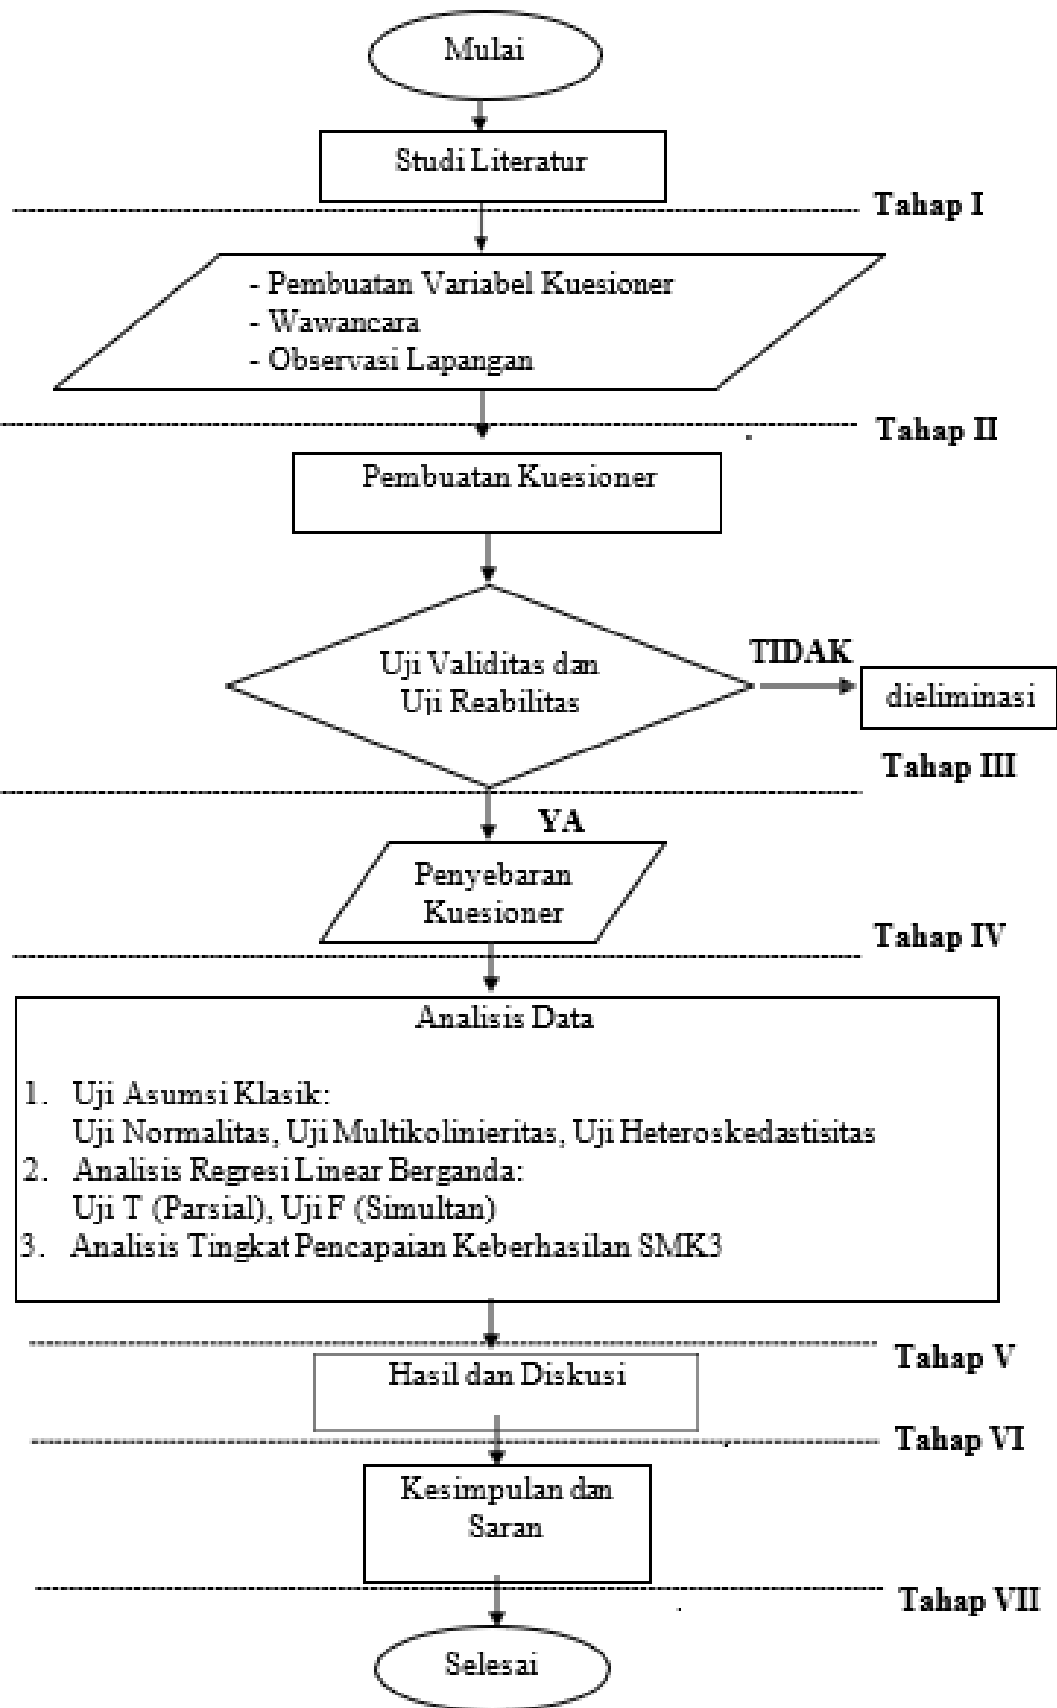 Mulai
Studi Literatur
Tahap I
- Pembuatan Variabel Kuesioner
- Wawancara
- Observasi Lapangan
Tahap II
Pembuatan Kuesioner
Uji Validitas dan
Uji Reabilitas
TIDAK
dieliminasi
Tahap III
YA
Penyebaran
Kuesioner
Tahap IV
Analisis Data
1. Uji Asumsi Klasik:
Uji Normalitas, Uji Multikolinieritas, Uji Heteroskedastisitas
2. Analisis Regresi Linear Berganda:
Uji T (Parsial), Uji F (Simultan)
3. Analisis Tingkat Pencapaian Keberhasilan SMK3
Tahap V
Hasil dan Diskusi
Tahap VI
Kesimpulan dan
Saran
Tahap VII
Selesai